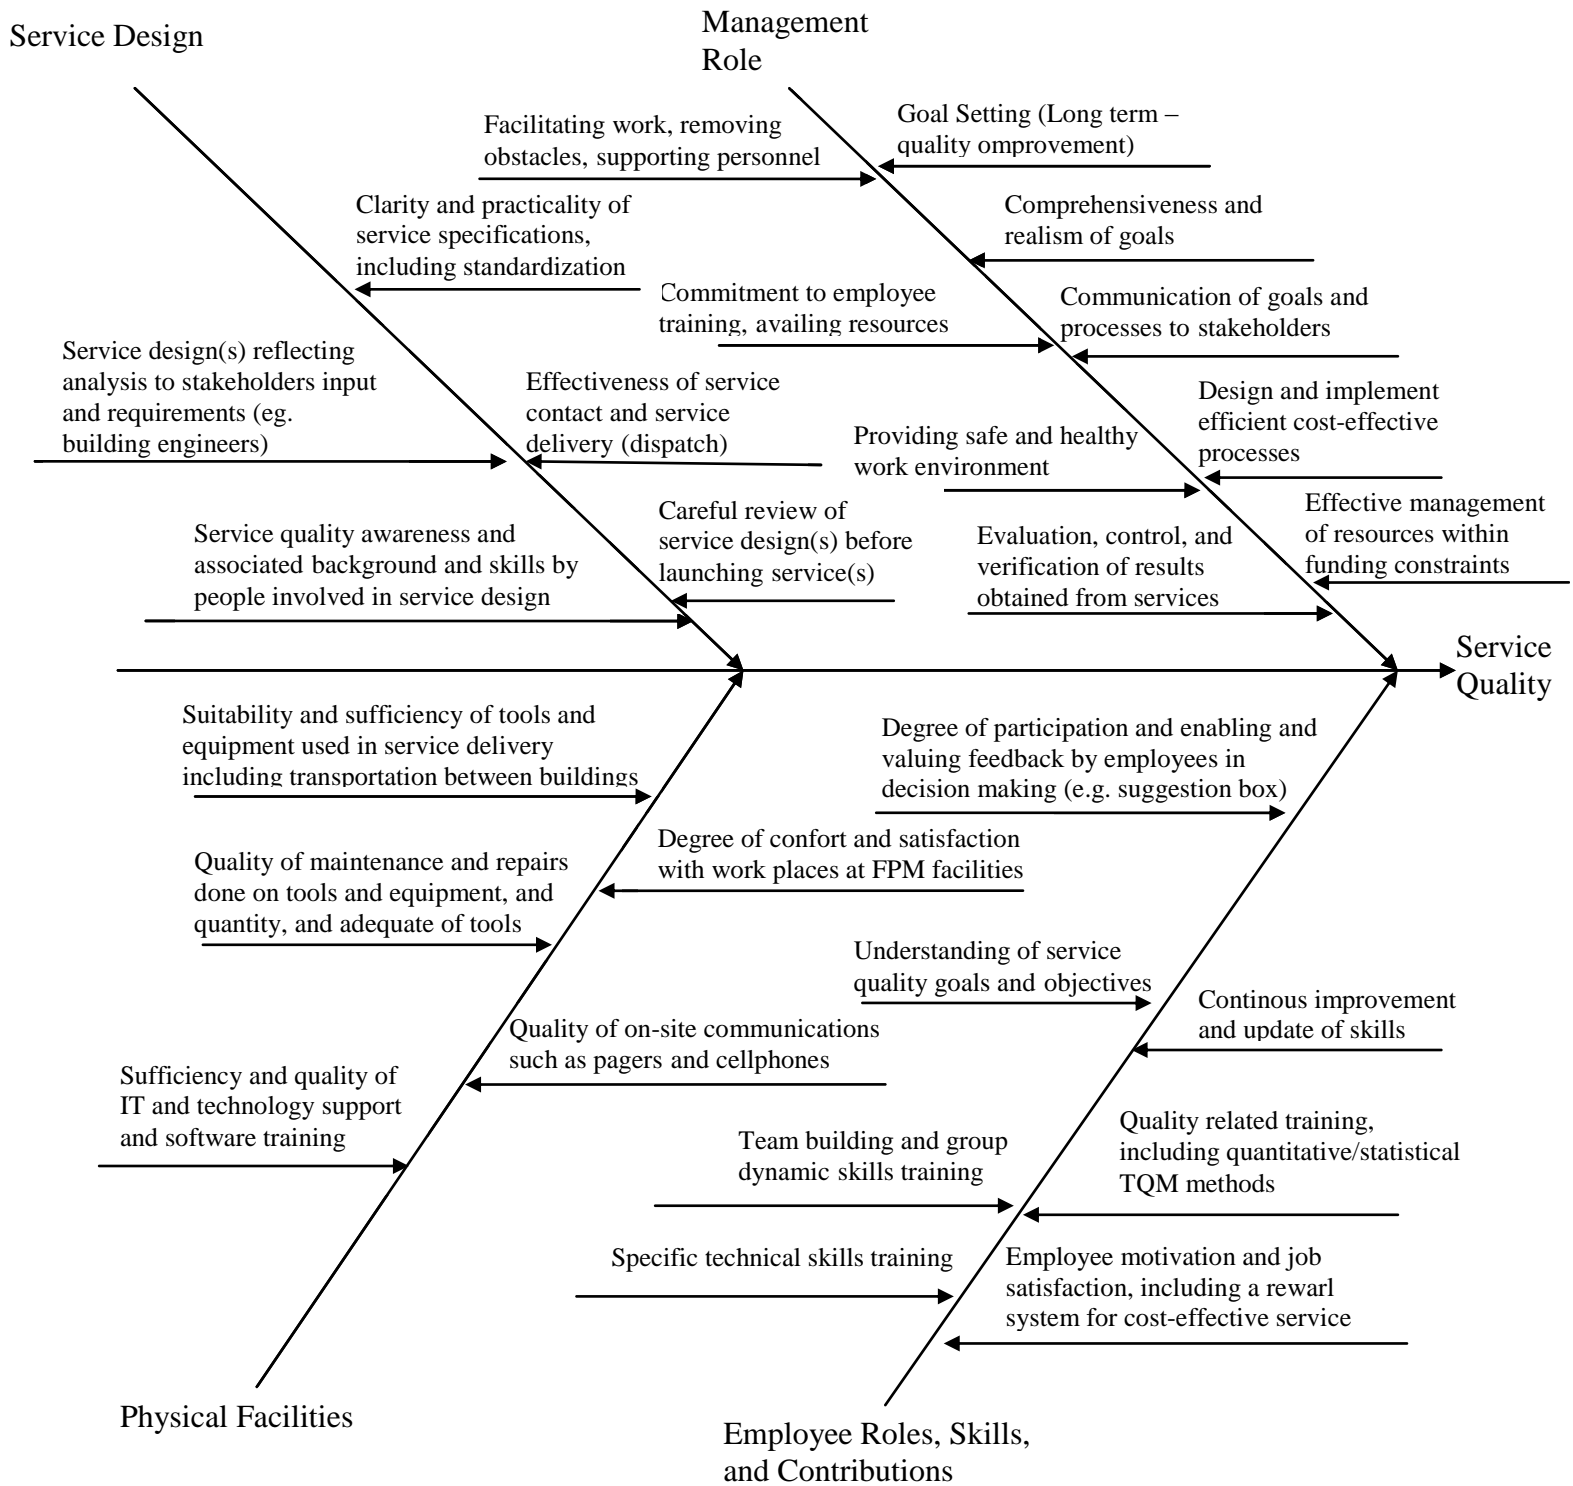 Service Design
Management
Role
Facilitating work, removing
obstacles, supporting personnel
Goal Setting (Long term –
quality omprovement)
Clarity and practicality of
service specifications,
including standardization
Comprehensiveness and
realism of goals
Commitment to employee
training, availing resources
Communication of goals and
processes to stakeholders
Service design(s) reflecting
analysis to stakeholders input
and requirements (eg.
building engineers)
Effectiveness of service
contact and service
delivery (dispatch)
Providing safe and healthy
work environment
Design and implement
efficient cost-effective
processes
Service quality awareness and
associated background and skills by
people involved in service design
Careful review of
service design(s) before
launching service(s)
Evaluation, control, and
verification of results
obtained from services
Effective management
of resources within
funding constraints
Service
Quality
Suitability and sufficiency of tools and
equipment used in service delivery
including transportation between buildings
Degree of participation and enabling and
valuing feedback by employees in
decision making (e.g. suggestion box)
Quality of maintenance and repairs
done on tools and equipment, and
quantity, and adequate of tools
Degree of confort and satisfaction
with work places at FPM facilities
Understanding of service
quality goals and objectives
Continous improvement
and update of skills
Quality of on-site communications
such as pagers and cellphones
Sufficiency and quality of
IT and technology support
and software training
Team building and group
dynamic skills training
Quality related training,
including quantitative/statistical
TQM methods
Specific technical skills training
Employee motivation and job
satisfaction, including a rewarl
system for cost-effective service
Physical Facilities
Employee Roles, Skills,
and Contributions